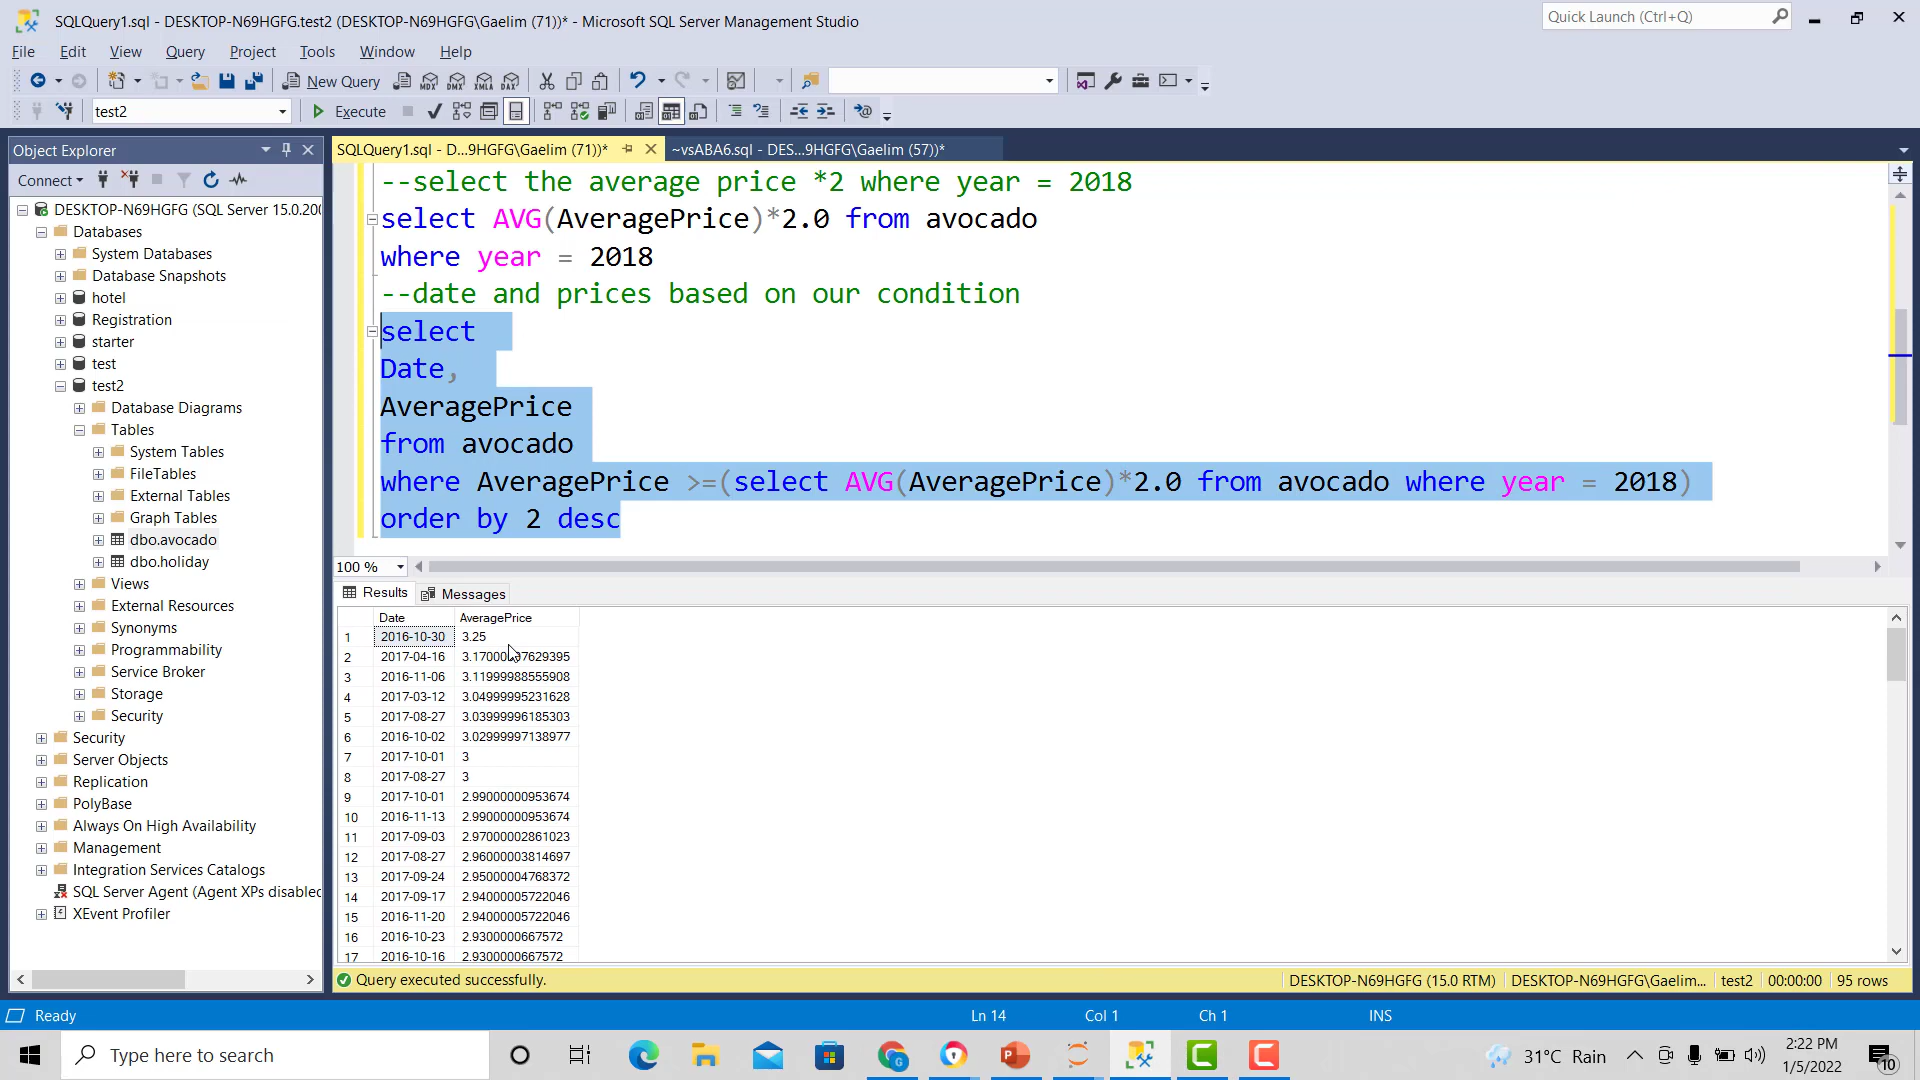 SQLQuery1.sql - DESKTOP-N69HGFG.test2 (DESKTOP-N69HGFG\Gaelim (71))* - Microsoft SQL Server Management Studio
Quick Launch (Ctrl+Q)
File Edit View Query Project Tools Window Help
New Query
MDX DMX XMLA DAX
test2
Execute
Object Explorer
SQLQuery1.sql - D...9HGFG\Gaelim (71))*
~vsABA6.sql - DES...9HGFG\Gaelim (57))*
Connect
DESKTOP-N69HGFG (SQL Server 15.0.200
Databases
System Databases
Database Snapshots
hotel
Registration
starter
test
test2
Database Diagrams
Tables
System Tables
FileTables
External Tables
Graph Tables
dbo.avocado
dbo.holiday
Views
External Resources
Synonyms
Programmability
Service Broker
Storage
Security
Security
Server Objects
Replication
PolyBase
Always On High Availability
Management
Integration Services Catalogs
SQL Server Agent (Agent XPs disabled
XEvent Profiler
--select the average price *2 where year = 2018
select AVG(AveragePrice)*2.0 from avocado
where year = 2018
--date and prices based on our condition
select
Date,
AveragePrice
from avocado
where AveragePrice >=(select AVG(AveragePrice)*2.0 from avocado where year = 2018)
order by 2 desc
100 %
Results Messages
Date AveragePrice
1 2016-10-30 3.25
2 2017-04-16 3.17000007629395
3 2016-11-06 3.11999988555908
4 2017-03-12 3.04999995231628
5 2017-08-27 3.03999996185303
6 2016-10-02 3.02999997138977
7 2017-10-01 3
8 2017-08-27 3
9 2017-10-01 2.99000000953674
10 2016-11-13 2.99000000953674
11 2017-09-03 2.97000002861023
12 2017-08-27 2.96000003814697
13 2017-09-24 2.95000004768372
14 2017-09-17 2.94000005722046
15 2016-11-20 2.94000005722046
16 2016-10-23 2.9300000667572
17 2016-10-16 2.9300000667572
Query executed successfully.
DESKTOP-N69HGFG (15.0 RTM) DESKTOP-N69HGFG\Gaelim... test2 00:00:00 95 rows
Ready
Ln 14 Col 1 Ch 1 INS
Type here to search
31°C Rain
2:22 PM
1/5/2022
10